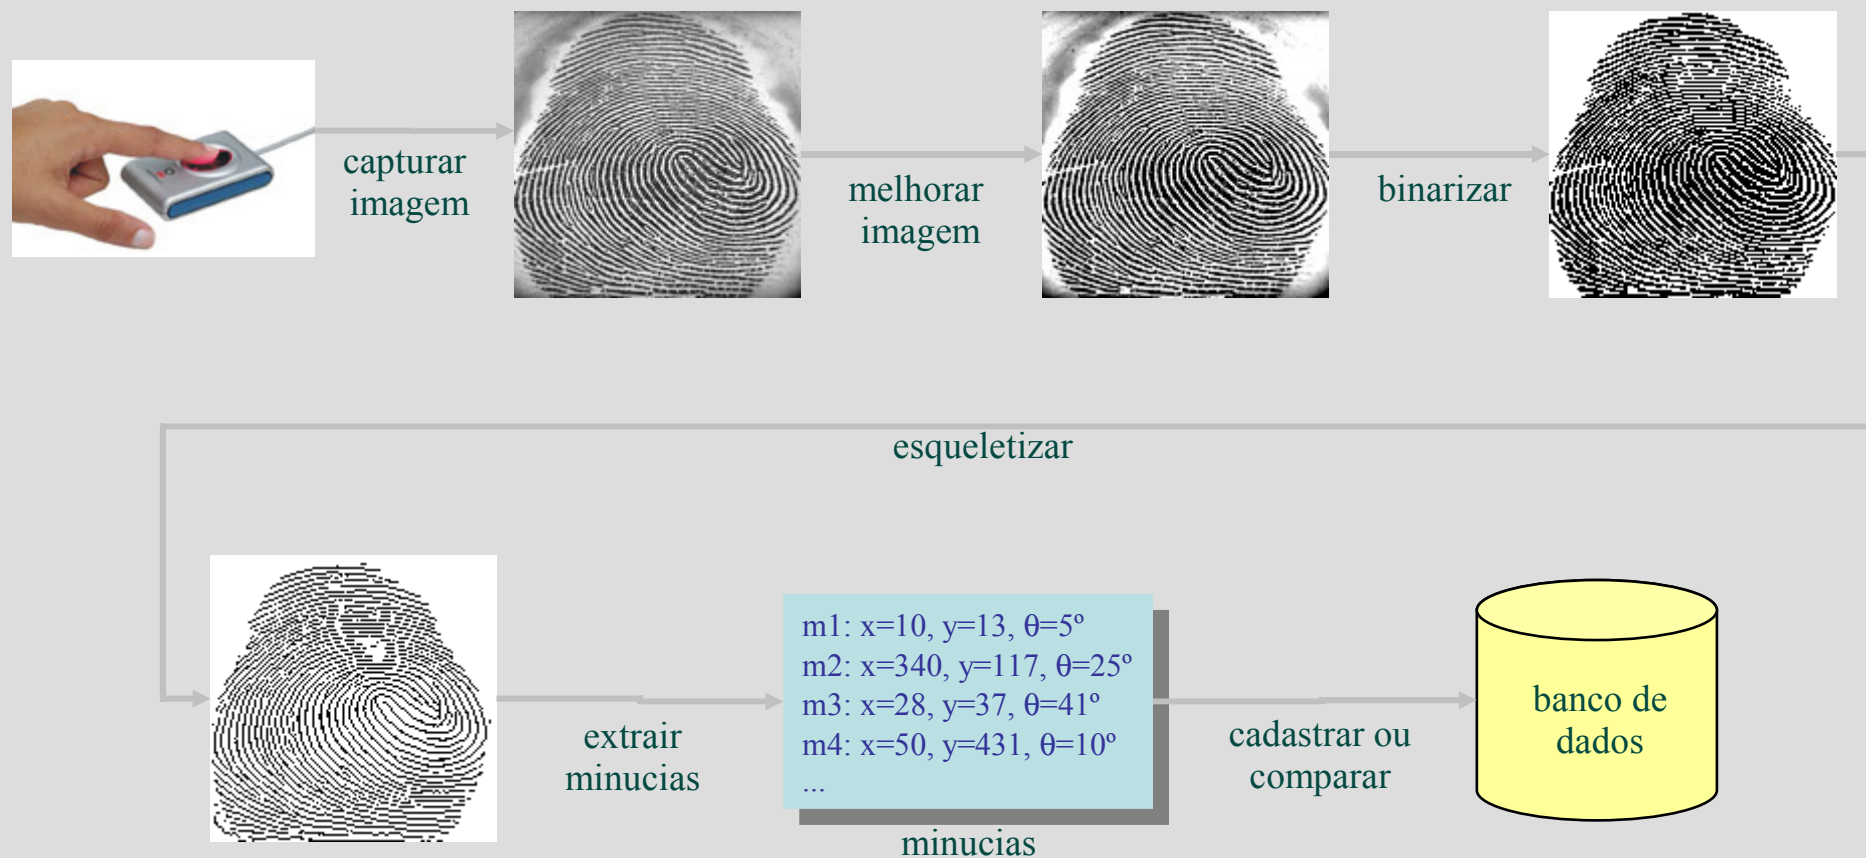 capturar
imagem
melhorar
imagem
binarizar
esqueletizar
extrair
minucias
m1: x=10, y=13, θ=5º
m2: x=340, y=117, θ=25º
m3: x=28, y=37, θ=41º
m4: x=50, y=431, θ=10º
...
minucias
cadastrar ou
comparar
banco de
dados